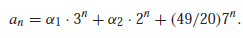 aₙ = α1 · 3ⁿ + α2 · 2ⁿ + (49/20)7ⁿ.